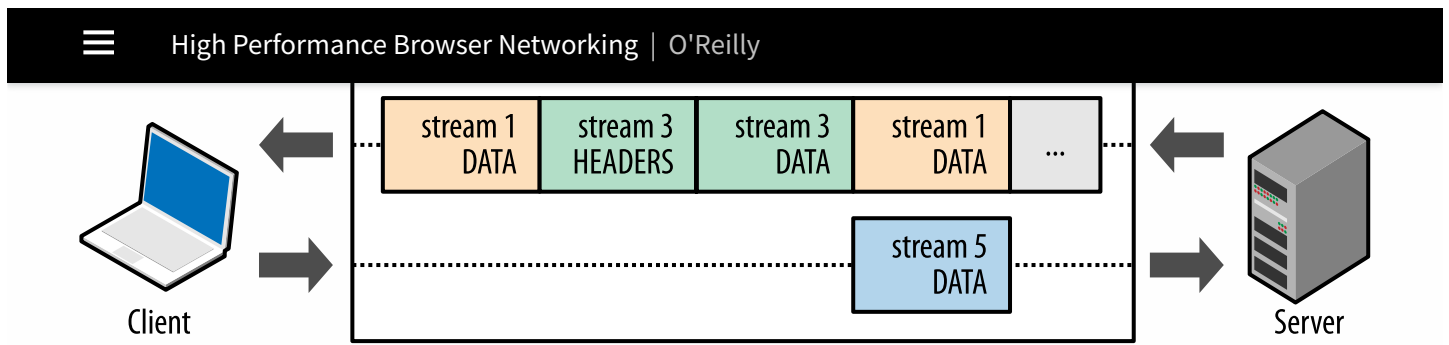 High Performance Browser Networking | O'Reilly
stream 1
DATA
stream 3
HEADERS
stream 3
DATA
stream 1
DATA
...
stream 5
DATA
Client
Server